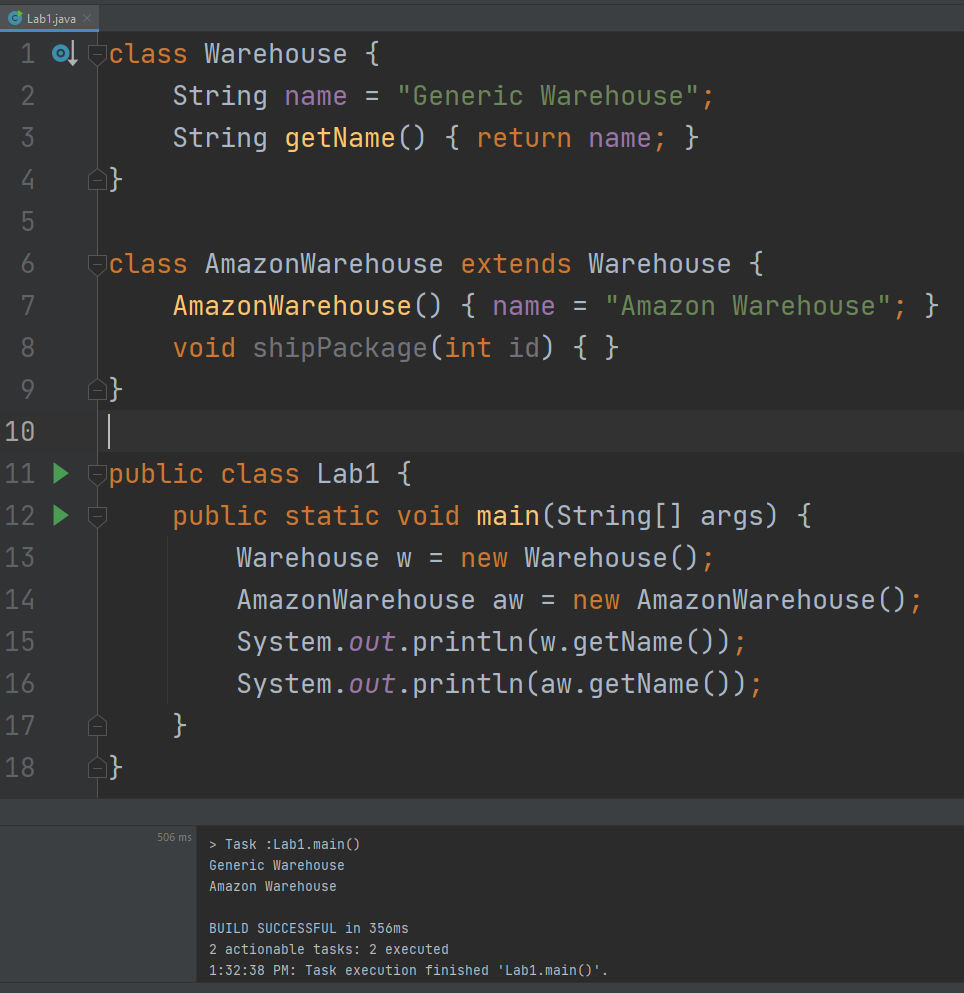 Lab1.java
1 class Warehouse {
2     String name = "Generic Warehouse";
3     String getName() { return name; }
4 }
5
6 class AmazonWarehouse extends Warehouse {
7     AmazonWarehouse() { name = "Amazon Warehouse"; }
8     void shipPackage(int id) { }
9 }
10
11 public class Lab1 {
12     public static void main(String[] args) {
13         Warehouse w = new Warehouse();
14         AmazonWarehouse aw = new AmazonWarehouse();
15         System.out.println(w.getName());
16         System.out.println(aw.getName());
17     }
18 }
506 ms
> Task :Lab1.main()
Generic Warehouse
Amazon Warehouse
BUILD SUCCESSFUL in 356ms
2 actionable tasks: 2 executed
1:32:38 PM: Task execution finished 'Lab1.main()'.